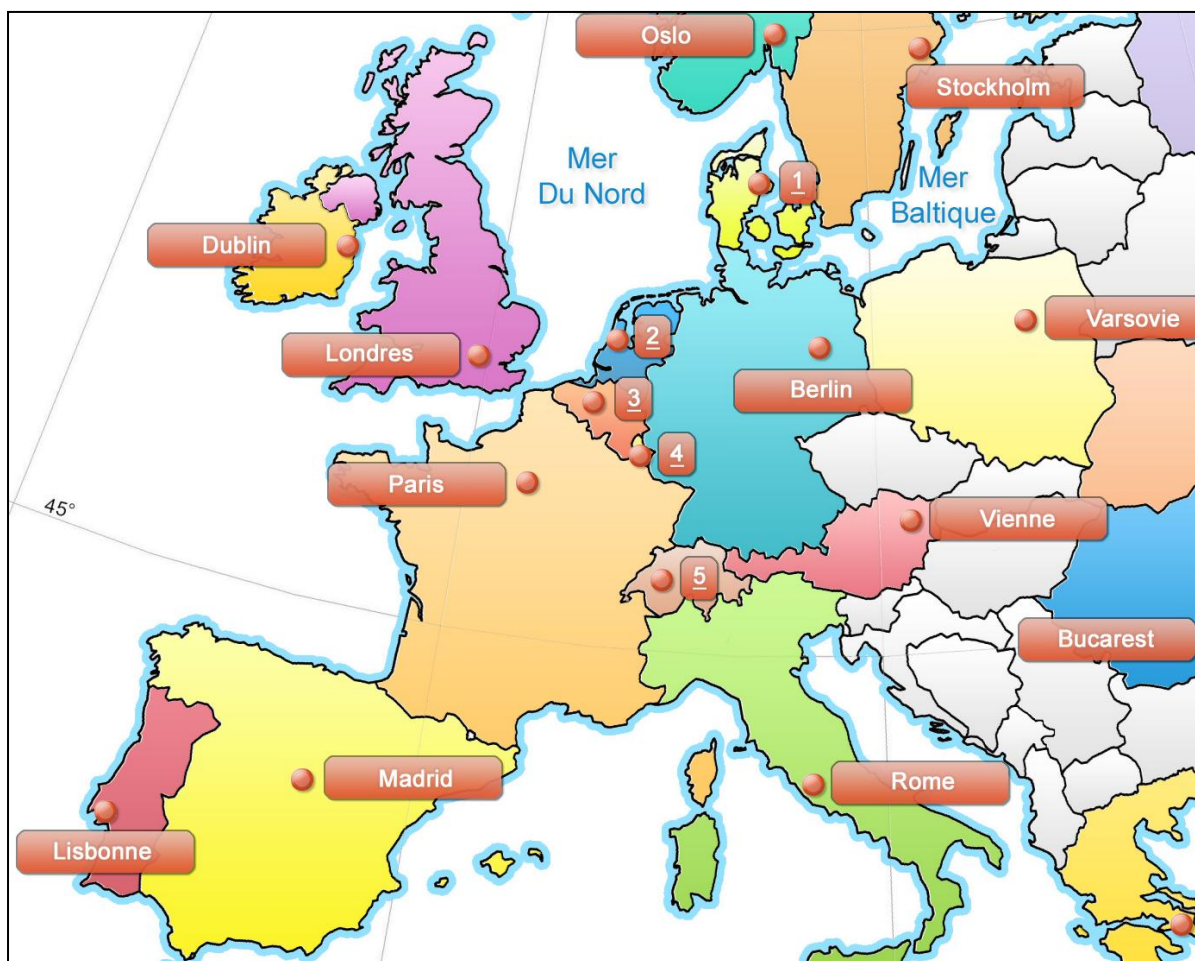 Oslo
Stockholm
Mer
Du Nord
1
Mer
Baltique
Dublin
Varsovie
2
Londres
Berlin
3
4
Paris
45°
Vienne
5
Bucarest
Madrid
Rome
Lisbonne